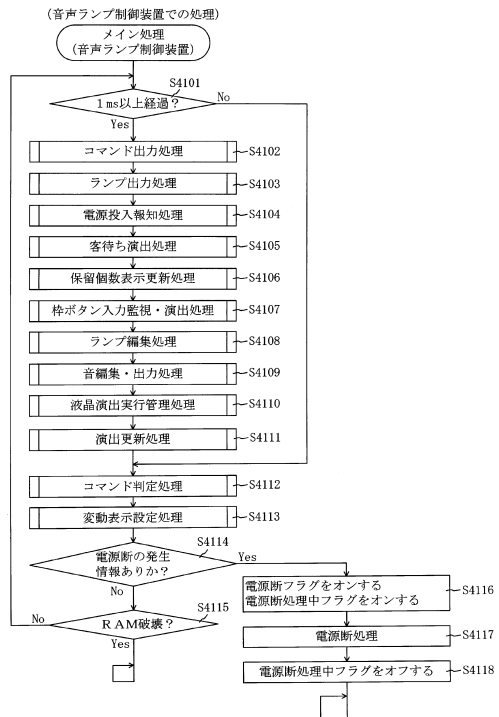 (音声ランプ制御装置での処理)
メイン処理
(音声ランプ制御装置)
S4101
1ms以上経過?
No
Yes
コマンド出力処理
S4102
ランプ出力処理
S4103
電源投入報知処理
S4104
客待ち演出処理
S4105
保留個数表示更新処理
S4106
枠ボタン入力監視・演出処理
S4107
ランプ編集処理
S4108
音編集・出力処理
S4109
液晶演出実行管理処理
S4110
演出更新処理
S4111
コマンド判定処理
S4112
変動表示設定処理
S4113
S4114
電源断の発生
情報ありか?
Yes
No
S4115
RAM破壊?
No
Yes
電源断フラグをオンする
電源断処理中フラグをオンする
S4116
電源断処理
S4117
電源断処理中フラグをオフする
S4118